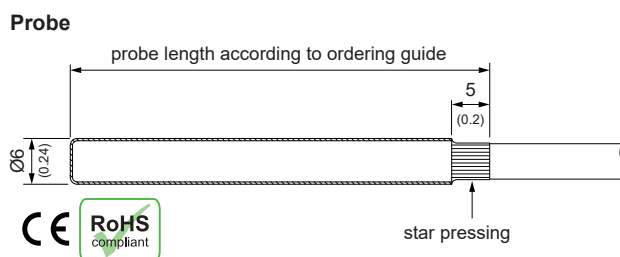 Probe
probe length according to ordering guide
5
(0.2)
Ø6
(0.24)
CE
RoHS
compliant
star pressing